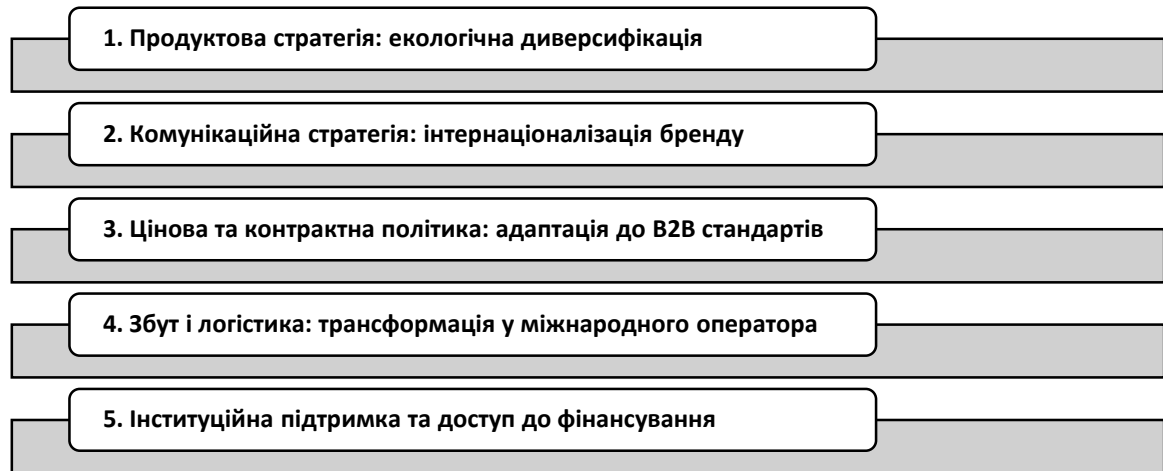 1. Продуктова стратегія: екологічна диверсифікація
2. Комунікаційна стратегія: інтернаціоналізація бренду
3. Цінова та контрактна політика: адаптація до B2B стандартів
4. Збут і логістика: трансформація у міжнародного оператора
5. Інституційна підтримка та доступ до фінансування